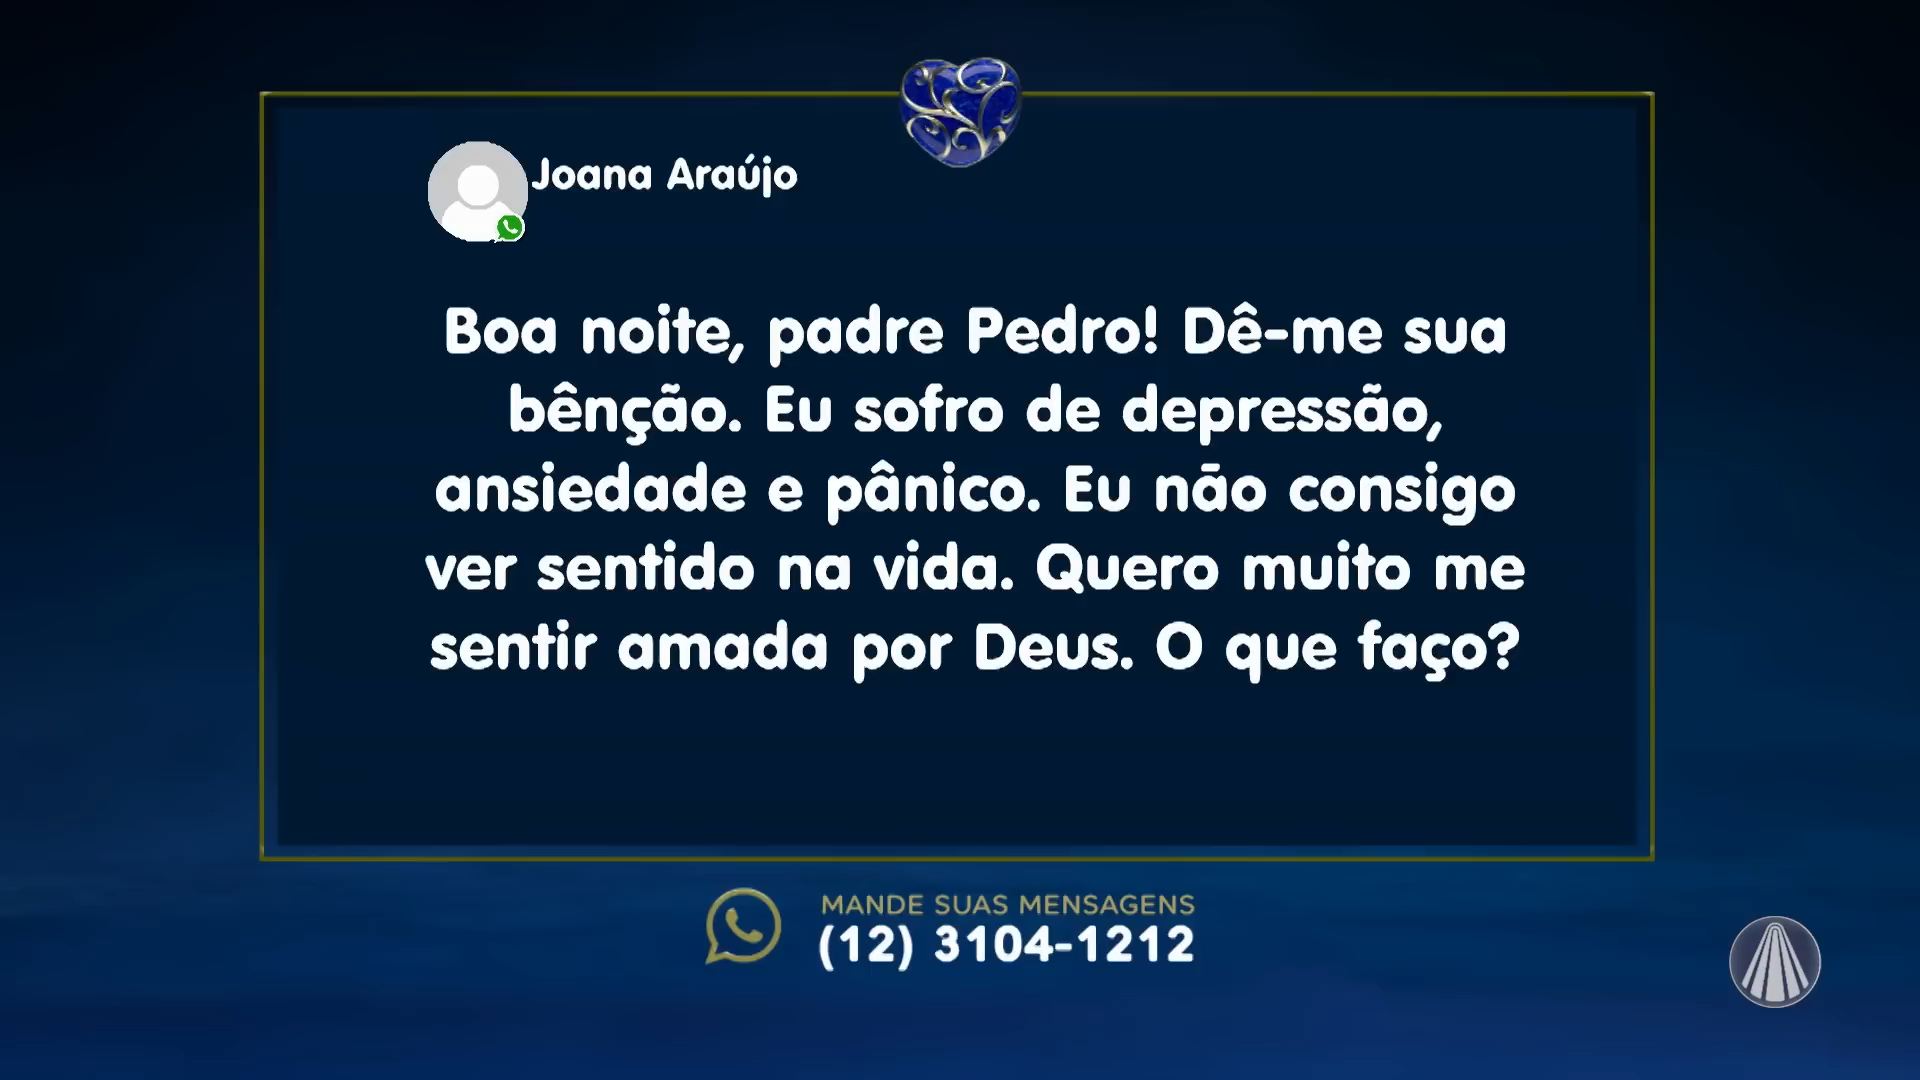 Joana Araújo
Boa noite, padre Pedro! Dê-me sua
bênção. Eu sofro de depressão,
ansiedade e pânico. Eu não consigo
ver sentido na vida. Quero muito me
sentir amada por Deus. O que faço?
MANDE SUAS MENSAGENS
(12) 3104-1212